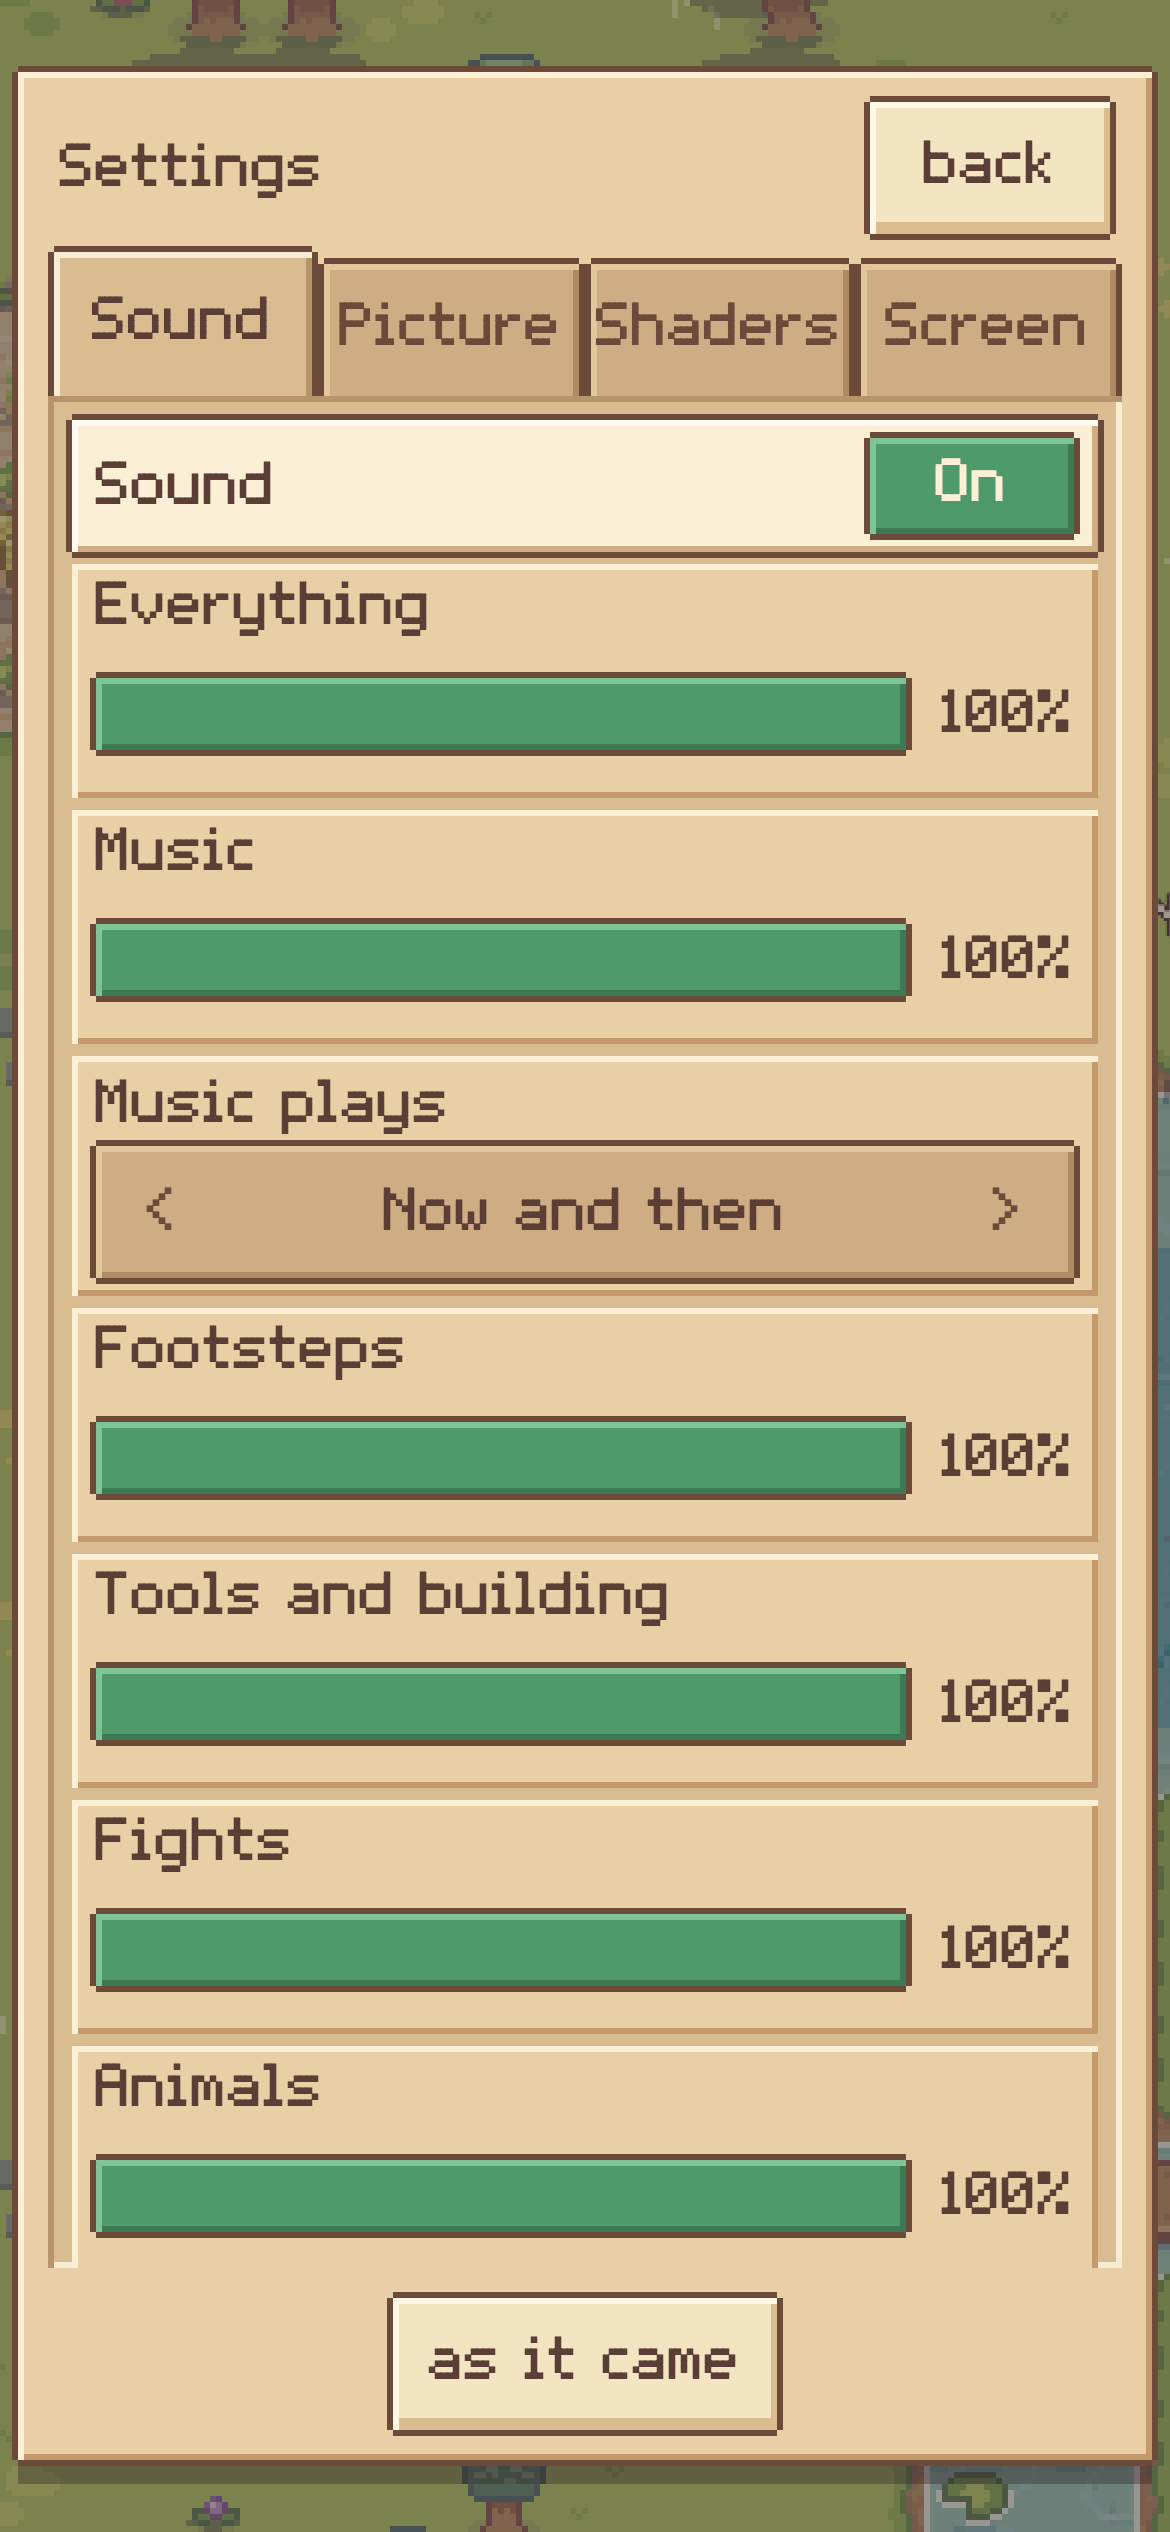 Settings
back
Sound Picture Shaders Screen
Sound On
Everything
100%
Music
100%
Music plays
< Now and then >
Footsteps
100%
Tools and building
100%
Fights
100%
Animals
100%
as it came